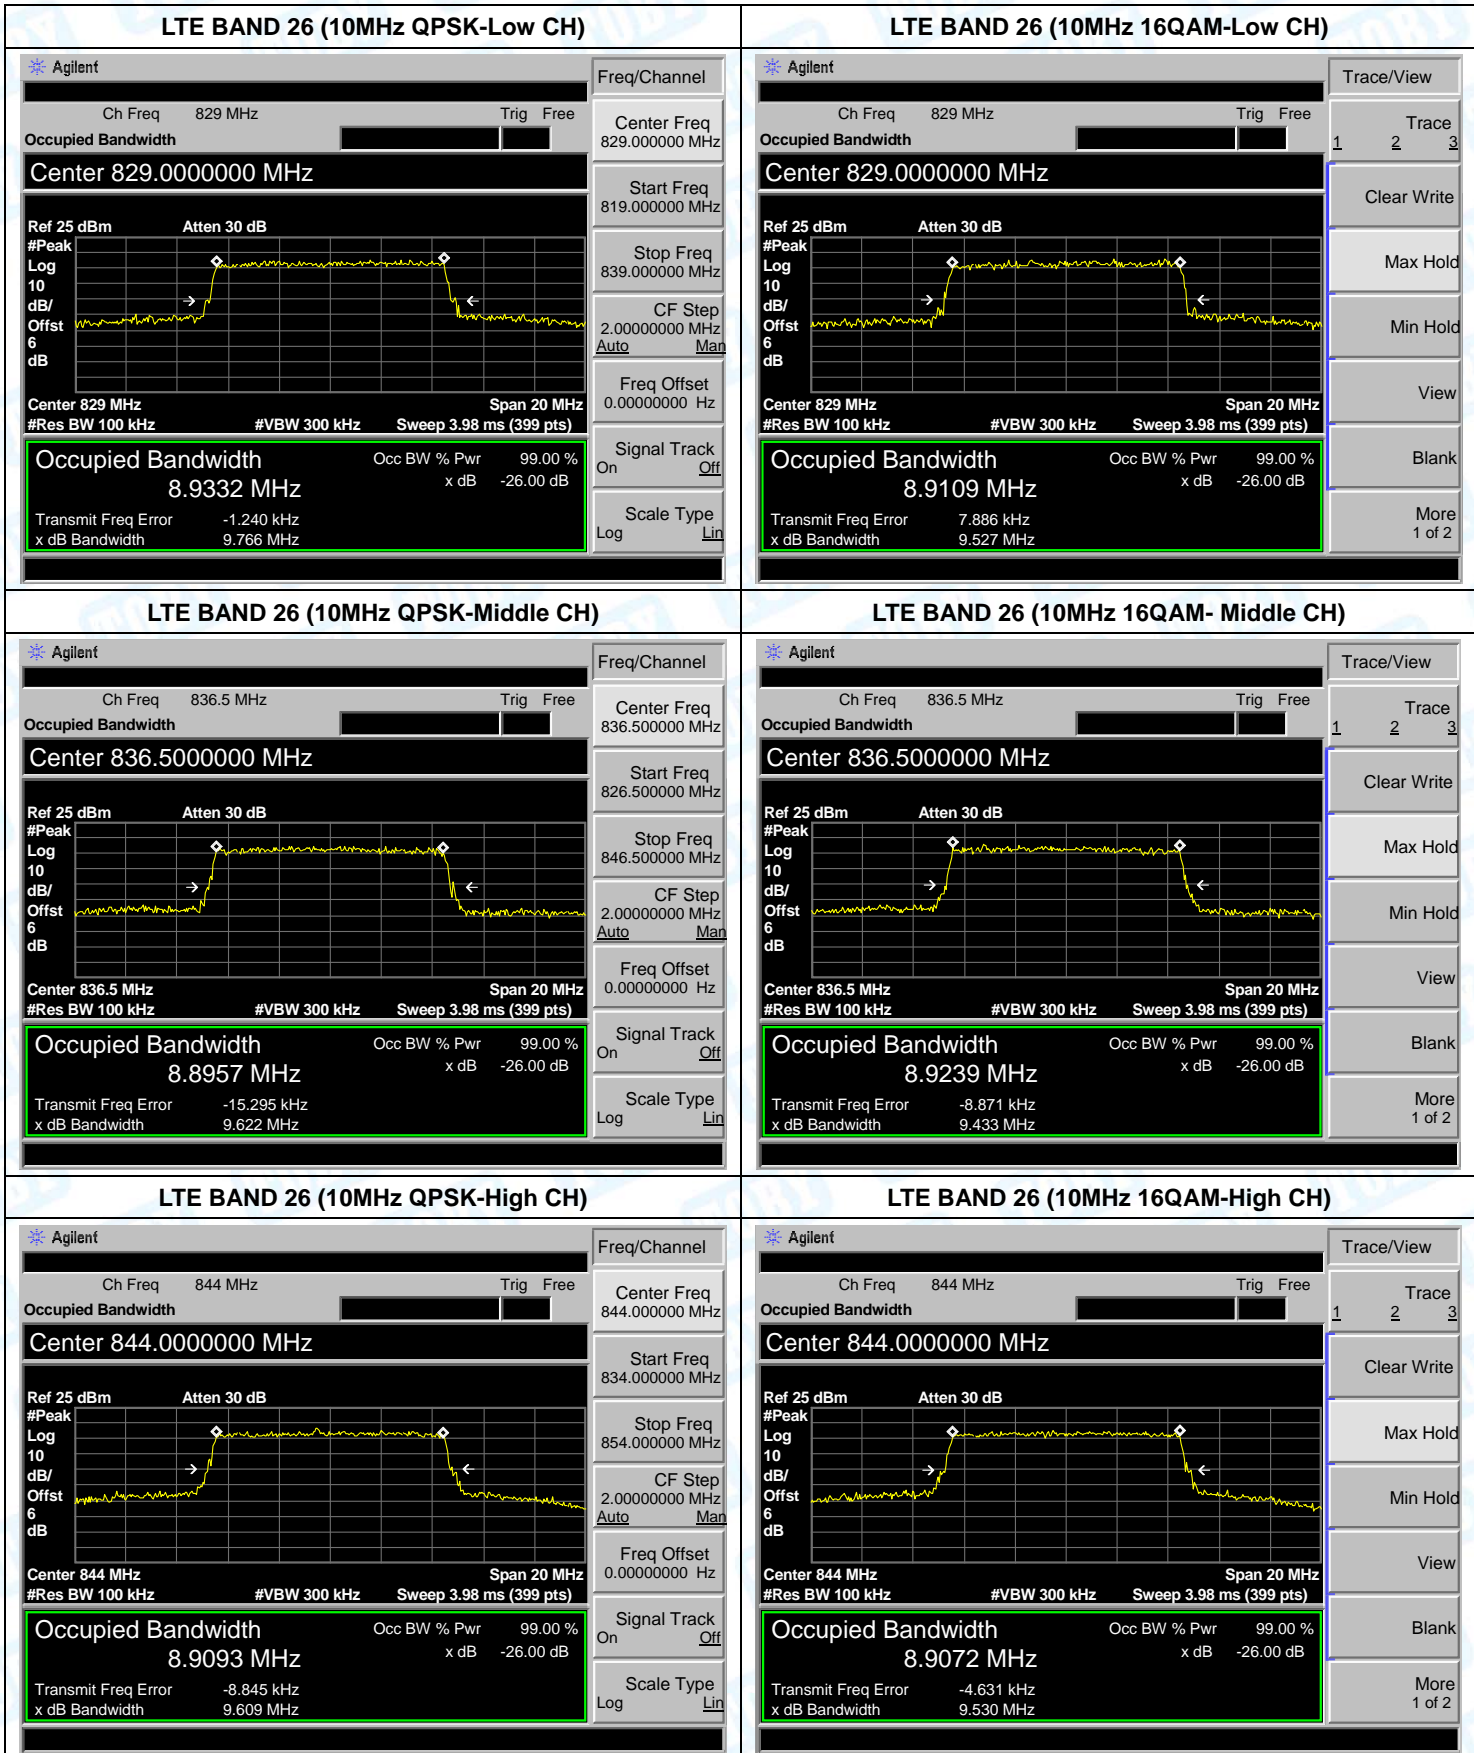 LTE BAND 26 (10MHz QPSK-Low CH)
Agilent
Freq/Channel
Ch Freq 829 MHz Trig Free
Occupied Bandwidth
Center 829.0000000 MHz
Ref 25 dBm Atten 30 dB
#Peak
Log
10
dB/
Offst
6
dB
Center 829 MHz Span 20 MHz
#Res BW 100 kHz #VBW 300 kHz Sweep 3.98 ms (399 pts)
Occupied Bandwidth Occ BW % Pwr 99.00 %
8.9332 MHz x dB -26.00 dB
Transmit Freq Error -1.240 kHz
x dB Bandwidth 9.766 MHz
Center Freq
829.000000 MHz
Start Freq
819.000000 MHz
Stop Freq
839.000000 MHz
CF Step
2.00000000 MHz
Auto Man
Freq Offset
0.00000000 Hz
Signal Track
On Off
Scale Type
Log Lin
LTE BAND 26 (10MHz 16QAM-Low CH)
Agilent
Trace/View
Ch Freq 829 MHz Trig Free
Occupied Bandwidth
Center 829.0000000 MHz
Ref 25 dBm Atten 30 dB
#Peak
Log
10
dB/
Offst
6
dB
Center 829 MHz Span 20 MHz
#Res BW 100 kHz #VBW 300 kHz Sweep 3.98 ms (399 pts)
Occupied Bandwidth Occ BW % Pwr 99.00 %
8.9109 MHz x dB -26.00 dB
Transmit Freq Error 7.886 kHz
x dB Bandwidth 9.527 MHz
Trace
1 2 3
Clear Write
Max Hold
Min Hold
View
Blank
More
1 of 2
LTE BAND 26 (10MHz QPSK-Middle CH)
Agilent
Freq/Channel
Ch Freq 836.5 MHz Trig Free
Occupied Bandwidth
Center 836.5000000 MHz
Ref 25 dBm Atten 30 dB
#Peak
Log
10
dB/
Offst
6
dB
Center 836.5 MHz Span 20 MHz
#Res BW 100 kHz #VBW 300 kHz Sweep 3.98 ms (399 pts)
Occupied Bandwidth Occ BW % Pwr 99.00 %
8.8957 MHz x dB -26.00 dB
Transmit Freq Error -15.295 kHz
x dB Bandwidth 9.622 MHz
Center Freq
836.500000 MHz
Start Freq
826.500000 MHz
Stop Freq
846.500000 MHz
CF Step
2.00000000 MHz
Auto Man
Freq Offset
0.00000000 Hz
Signal Track
On Off
Scale Type
Log Lin
LTE BAND 26 (10MHz 16QAM- Middle CH)
Agilent
Trace/View
Ch Freq 836.5 MHz Trig Free
Occupied Bandwidth
Center 836.5000000 MHz
Ref 25 dBm Atten 30 dB
#Peak
Log
10
dB/
Offst
6
dB
Center 836.5 MHz Span 20 MHz
#Res BW 100 kHz #VBW 300 kHz Sweep 3.98 ms (399 pts)
Occupied Bandwidth Occ BW % Pwr 99.00 %
8.9239 MHz x dB -26.00 dB
Transmit Freq Error -8.871 kHz
x dB Bandwidth 9.433 MHz
Trace
1 2 3
Clear Write
Max Hold
Min Hold
View
Blank
More
1 of 2
LTE BAND 26 (10MHz QPSK-High CH)
Agilent
Freq/Channel
Ch Freq 844 MHz Trig Free
Occupied Bandwidth
Center 844.0000000 MHz
Ref 25 dBm Atten 30 dB
#Peak
Log
10
dB/
Offst
6
dB
Center 844 MHz Span 20 MHz
#Res BW 100 kHz #VBW 300 kHz Sweep 3.98 ms (399 pts)
Occupied Bandwidth Occ BW % Pwr 99.00 %
8.9093 MHz x dB -26.00 dB
Transmit Freq Error -8.845 kHz
x dB Bandwidth 9.609 MHz
Center Freq
844.000000 MHz
Start Freq
834.000000 MHz
Stop Freq
854.000000 MHz
CF Step
2.00000000 MHz
Auto Man
Freq Offset
0.00000000 Hz
Signal Track
On Off
Scale Type
Log Lin
LTE BAND 26 (10MHz 16QAM-High CH)
Agilent
Trace/View
Ch Freq 844 MHz Trig Free
Occupied Bandwidth
Center 844.0000000 MHz
Ref 25 dBm Atten 30 dB
#Peak
Log
10
dB/
Offst
6
dB
Center 844 MHz Span 20 MHz
#Res BW 100 kHz #VBW 300 kHz Sweep 3.98 ms (399 pts)
Occupied Bandwidth Occ BW % Pwr 99.00 %
8.9072 MHz x dB -26.00 dB
Transmit Freq Error -4.631 kHz
x dB Bandwidth 9.530 MHz
Trace
1 2 3
Clear Write
Max Hold
Min Hold
View
Blank
More
1 of 2